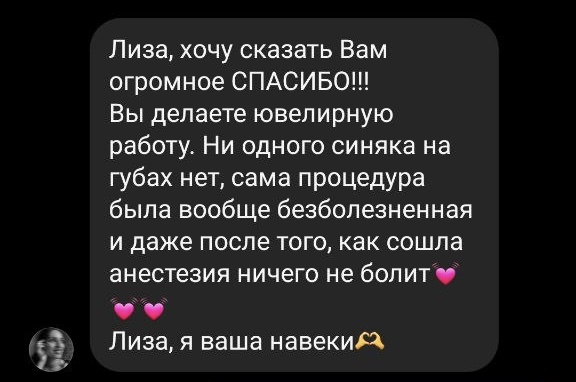 Лиза, хочу сказать Вам
огромное СПАСИБО!!!
Вы делаете ювелирную
работу. Ни одного синяка на
губах нет, сама процедура
была вообще безболезненная
и даже после того, как сошла
анестезия ничего не болит💓
💓💓
Лиза, я ваша навеки🫶